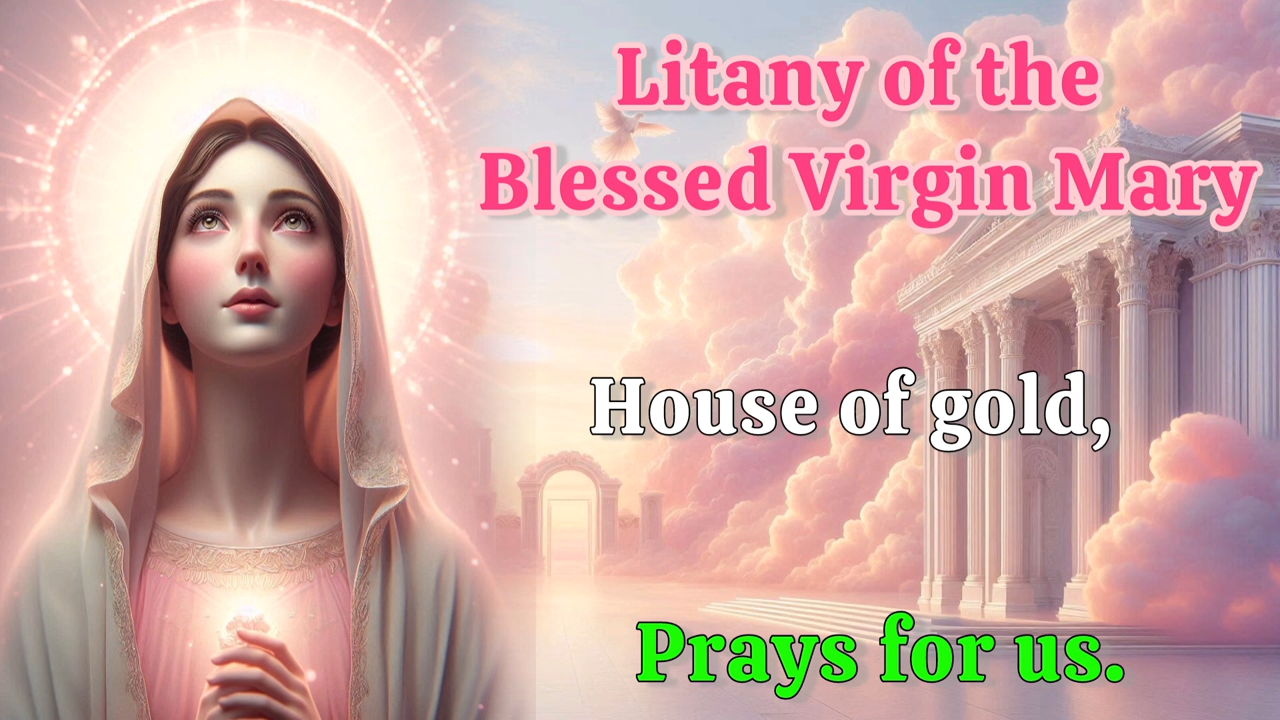 Litany of the
Blessed Virgin Mary
House of gold,
Prays for us.